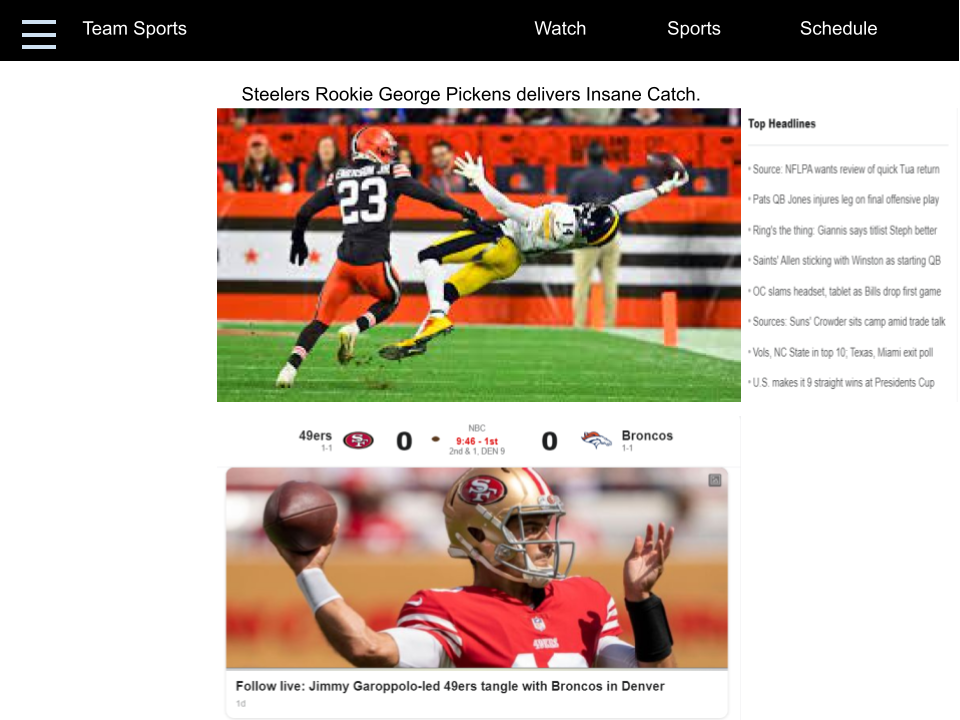 Team Sports
Watch
Sports
Schedule
Steelers Rookie George Pickens delivers Insane Catch.
23
14
Top Headlines
• Source: NFLPA wants review of quick Tua return
• Pats QB Jones injures leg on final offensive play
• Ring's the thing: Giannis says titlist Steph better
• Saints' Allen sticking with Winston as starting QB
• OC slams headset, tablet as Bills drop first game
• Sources: Suns' Crowder sits camp amid trade talk
• Vols, NC State in top 10; Texas, Miami exit poll
• U.S. makes it 9 straight wins at Presidents Cup
49ers
1-1
SF
0
NBC
9:46 - 1st
2nd & 1, DEN 9
0
Broncos
1-1
SF
NFL
49ERS
Follow live: Jimmy Garoppolo-led 49ers tangle with Broncos in Denver
1d